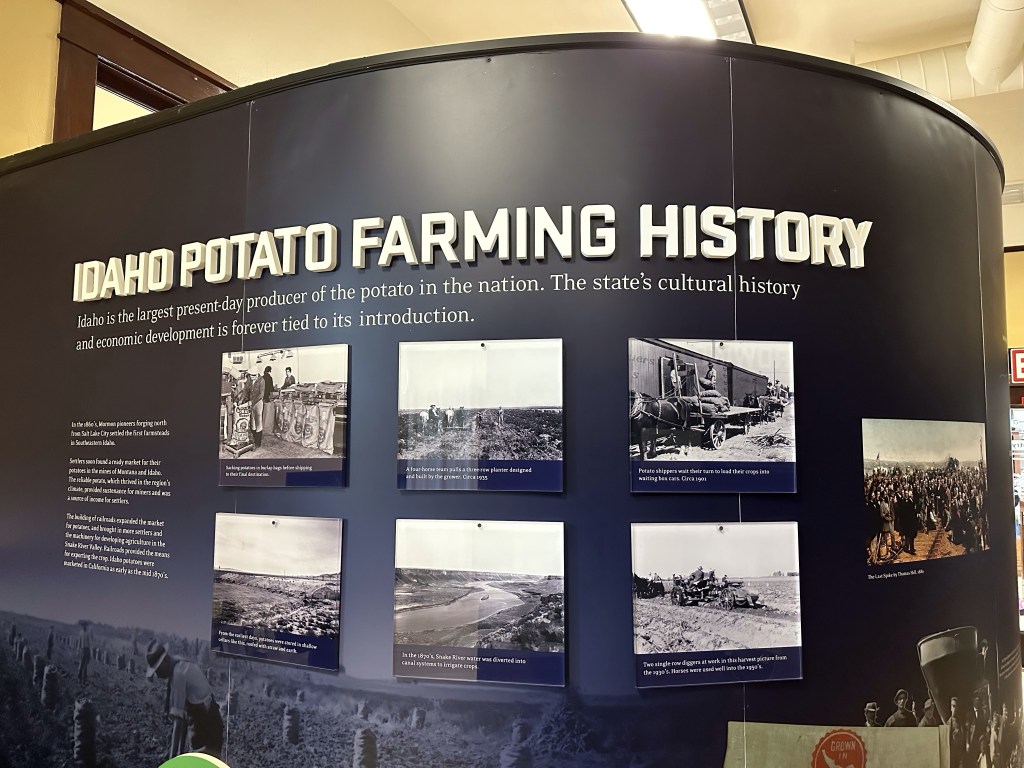 IDAHO POTATO FARMING HISTORY
Idaho is the largest present-day producer of the potato in the nation. The state's cultural history
and economic development is forever tied to its introduction.
In the 1860's, Mormon pioneers forging north
from Salt Lake City settled the first farmsteads
in Southeastern Idaho.
Settlers soon found a ready market for their
potatoes in the mines of Montana and Idaho.
The reliable potato, which thrived in the region's
climate, provided sustenance for miners and was
a source of income for settlers.
The building of railroads expanded the market
for potatoes, and brought in more settlers and
the machinery for developing agriculture in the
Snake River Valley. Railroads provided the means
for exporting the crop. Idaho potatoes were
marketed in California as early as the mid 1870's.
Sacking potatoes in burlap bags before shipping
to their final destination.
A four-horse team pulls a three-row planter designed
and built by the grower. Circa 1935
Potato shippers wait their turn to load their crops into
waiting box cars. Circa 1901
From the earliest days, potatoes were stored in shallow
cellars like this, roofed with straw and earth.
In the 1870's, Snake River water was diverted into
canal systems to irrigate crops.
Two single-row diggers at work in this harvest picture from
the 1930's. Horses were used well into the 1950's.
The Last Spike by Thomas Hill, 1881
GROWN
IN